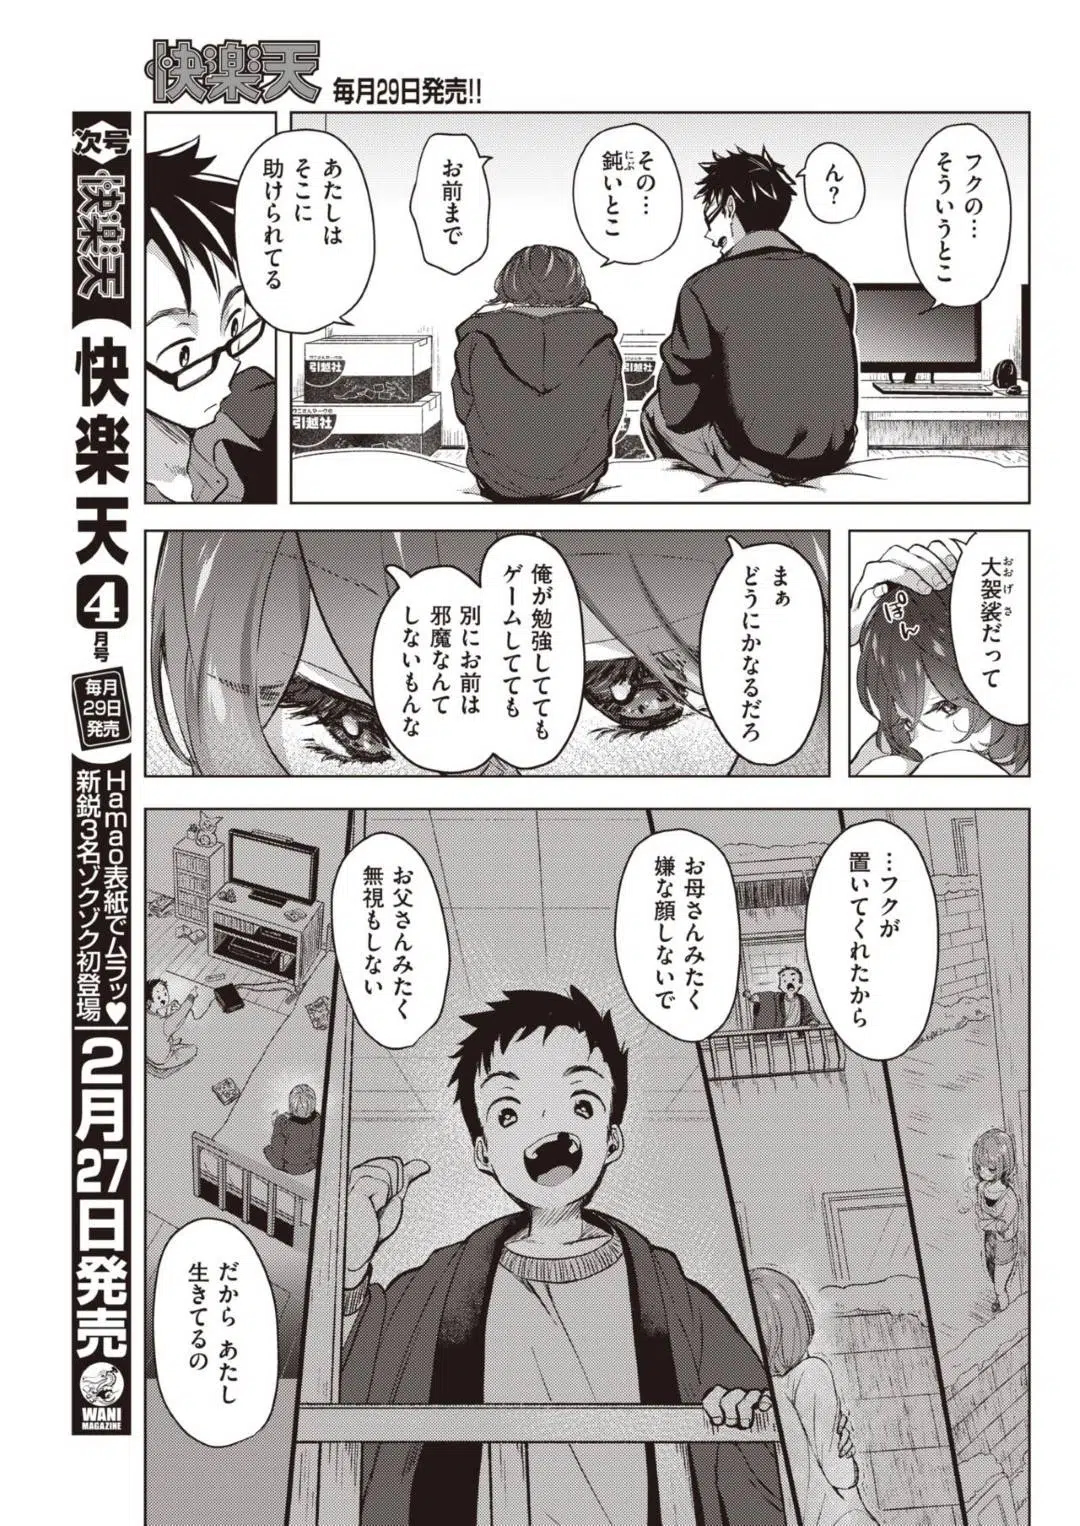 快楽天
毎月29日発売!!
次号
快楽天
快楽天
4
月号
毎月
29日
発売
Hamao表紙でムラッ♥
新鋭3名ゾクゾク初登場
2月27日発売
WANI
MAGAZINE
フクの…
そういうとこ
ん?
その…
鈍いとこ
にぶ
お前まで
あたしは
そこに
助けられてる
引越社
引越社
大袈裟だって
おおげさ
ぽん
まぁ
どうにかなるだろ
俺が勉強してても
ゲームしてても
別にお前は
邪魔なんて
しないもんな
…フクが
置いてくれたから
お母さんみたく
嫌な顔しないで
お父さんみたく
無視もしない
だから あたし
生きてるの